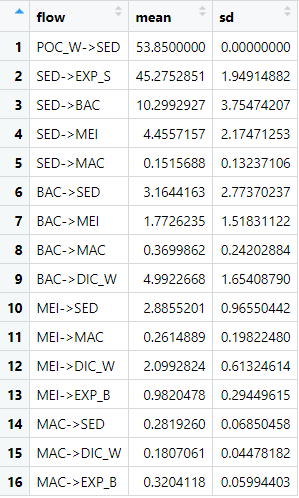 flow mean sd
1 POC_W->SED 53.8500000 0.00000000
2 SED->EXP_S 45.2752851 1.94914882
3 SED->BAC 10.2992927 3.75474207
4 SED->MEI 4.4557157 2.17471253
5 SED->MAC 0.1515688 0.13237106
6 BAC->SED 3.1644163 2.77370237
7 BAC->MEI 1.7726235 1.51831122
8 BAC->MAC 0.3699862 0.24202884
9 BAC->DIC_W 4.9922668 1.65408790
10 MEI->SED 2.8855201 0.96550442
11 MEI->MAC 0.2614889 0.19822480
12 MEI->DIC_W 2.0992824 0.61324614
13 MEI->EXP_B 0.9820478 0.29449615
14 MAC->SED 0.2819260 0.06850458
15 MAC->DIC_W 0.1807061 0.04478182
16 MAC->EXP_B 0.3204118 0.05994403